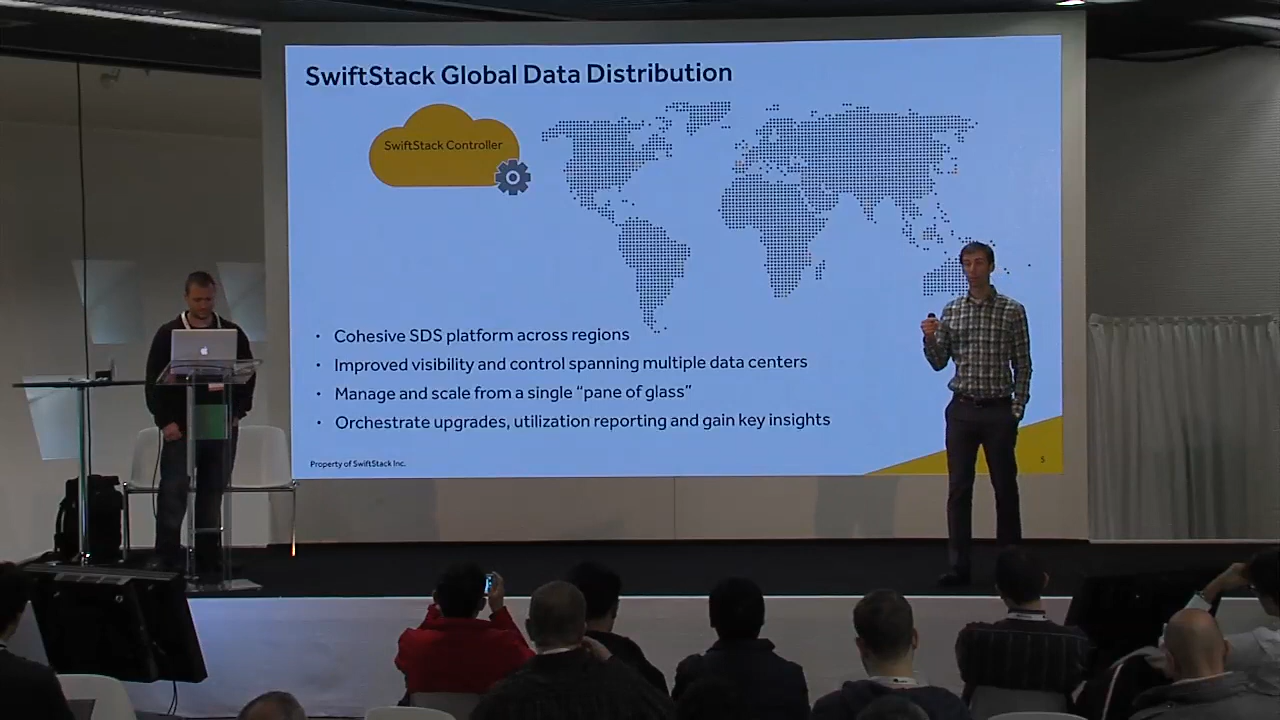 SwiftStack Global Data Distribution
SwiftStack Controller
• Cohesive SDS platform across regions
• Improved visibility and control spanning multiple data centers
• Manage and scale from a single “pane of glass”
• Orchestrate upgrades, utilization reporting and gain key insights
Property of SwiftStack Inc.
5